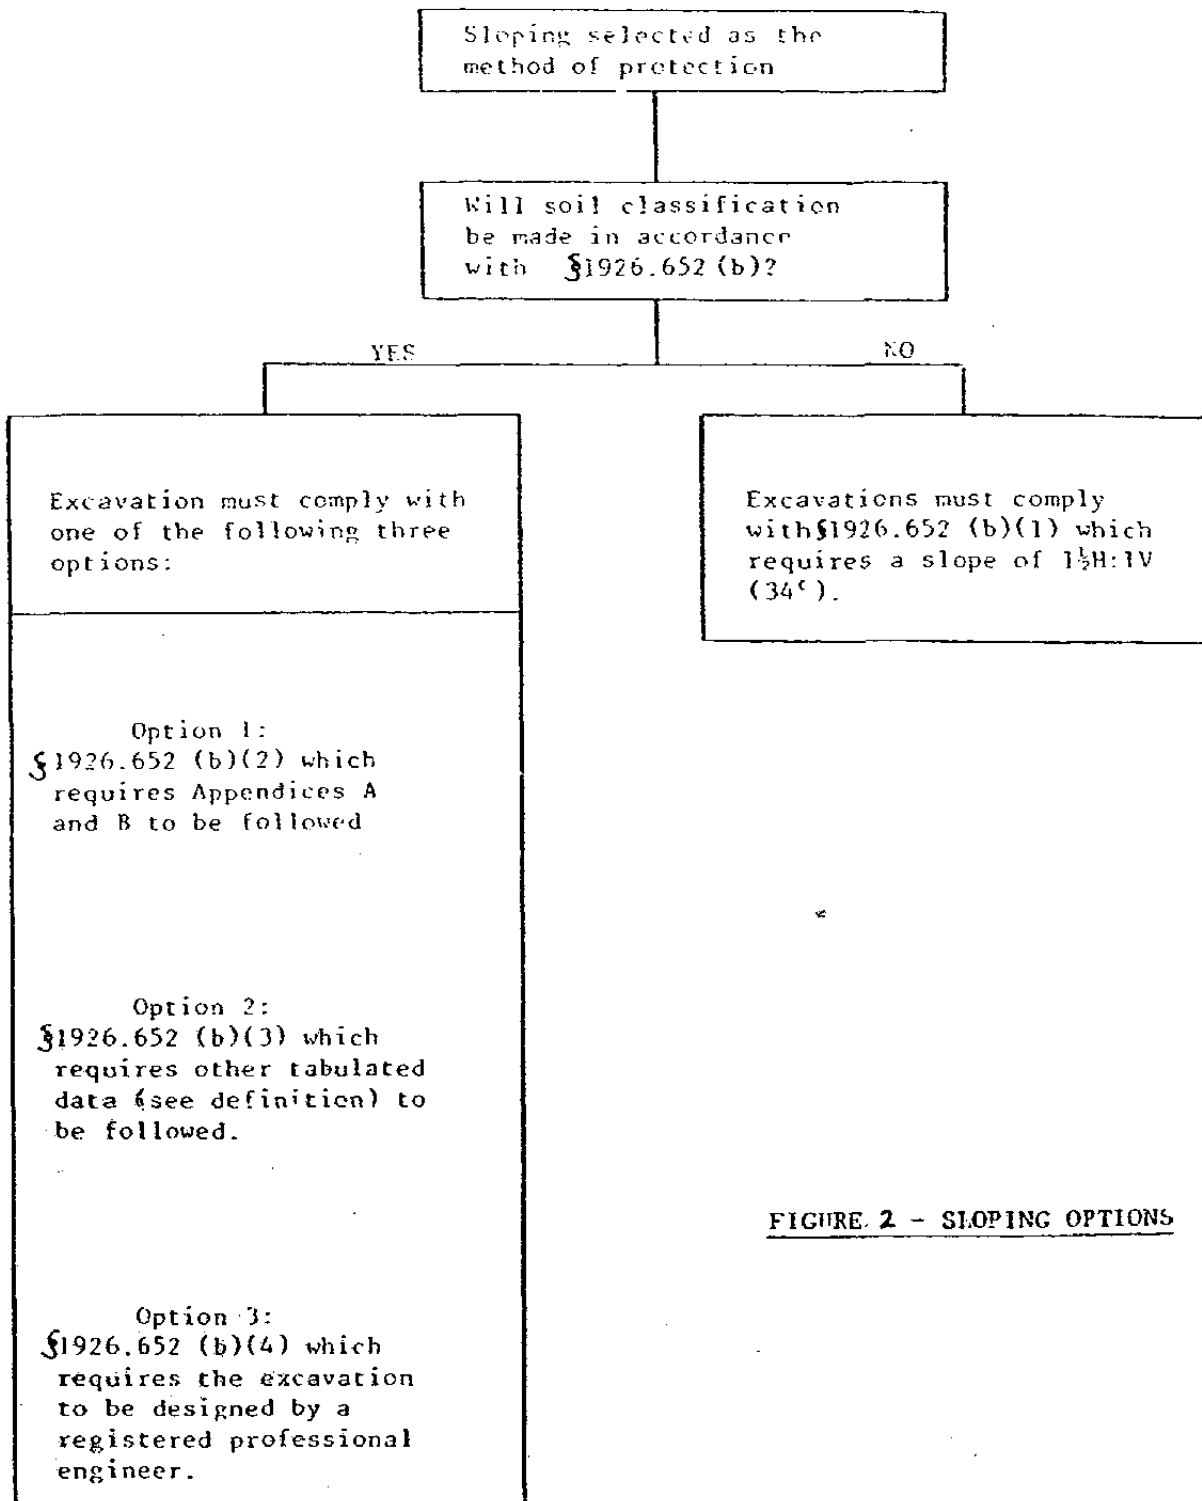 Sloping selected as the
method of protection
Will soil classification
be made in accordance
with §1926.652 (b)?
YES
NO
Excavation must comply with
one of the following three
options:
Excavations must comply
with §1926.652 (b)(1) which
requires a slope of 1½H:1V
(34°).
Option 1:
§1926.652 (b)(2) which
requires Appendices A
and B to be followed
Option 2:
§1926.652 (b)(3) which
requires other tabulated
data (see definition) to
be followed.
Option 3:
§1926.652 (b)(4) which
requires the excavation
to be designed by a
registered professional
engineer.
FIGURE 2 - SLOPING OPTIONS